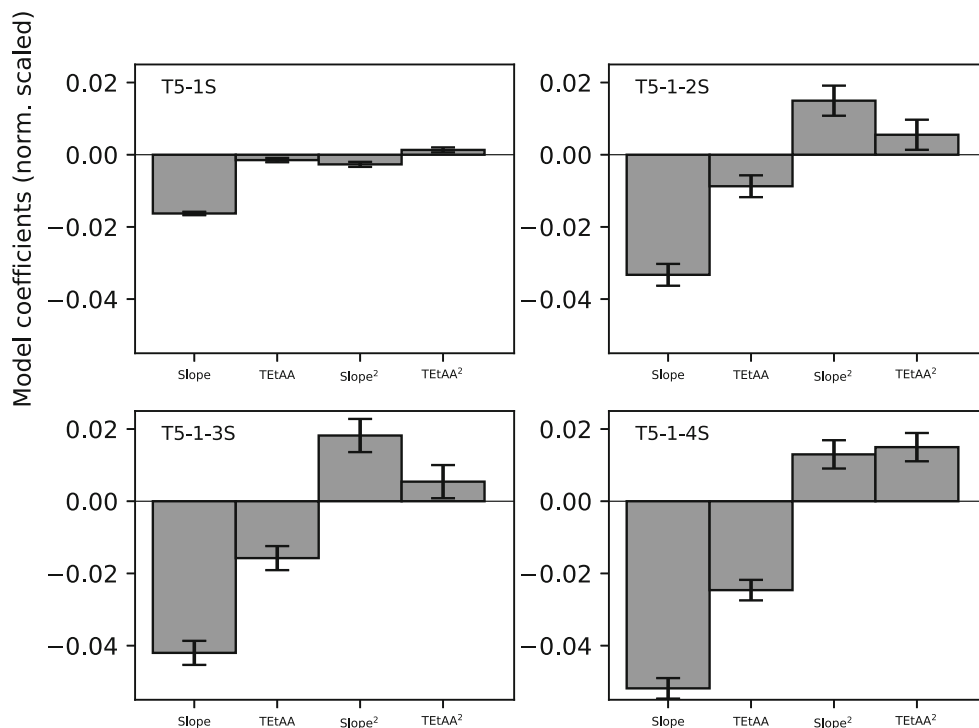 Model coefficients (norm. scaled)
T5-1S
0.02
0.00
−0.02
−0.04
Slope TEtAA Slope² TEtAA²
T5-1-2S
0.02
0.00
−0.02
−0.04
Slope TEtAA Slope² TEtAA²
T5-1-3S
0.02
0.00
−0.02
−0.04
Slope TEtAA Slope² TEtAA²
T5-1-4S
0.02
0.00
−0.02
−0.04
Slope TEtAA Slope² TEtAA²